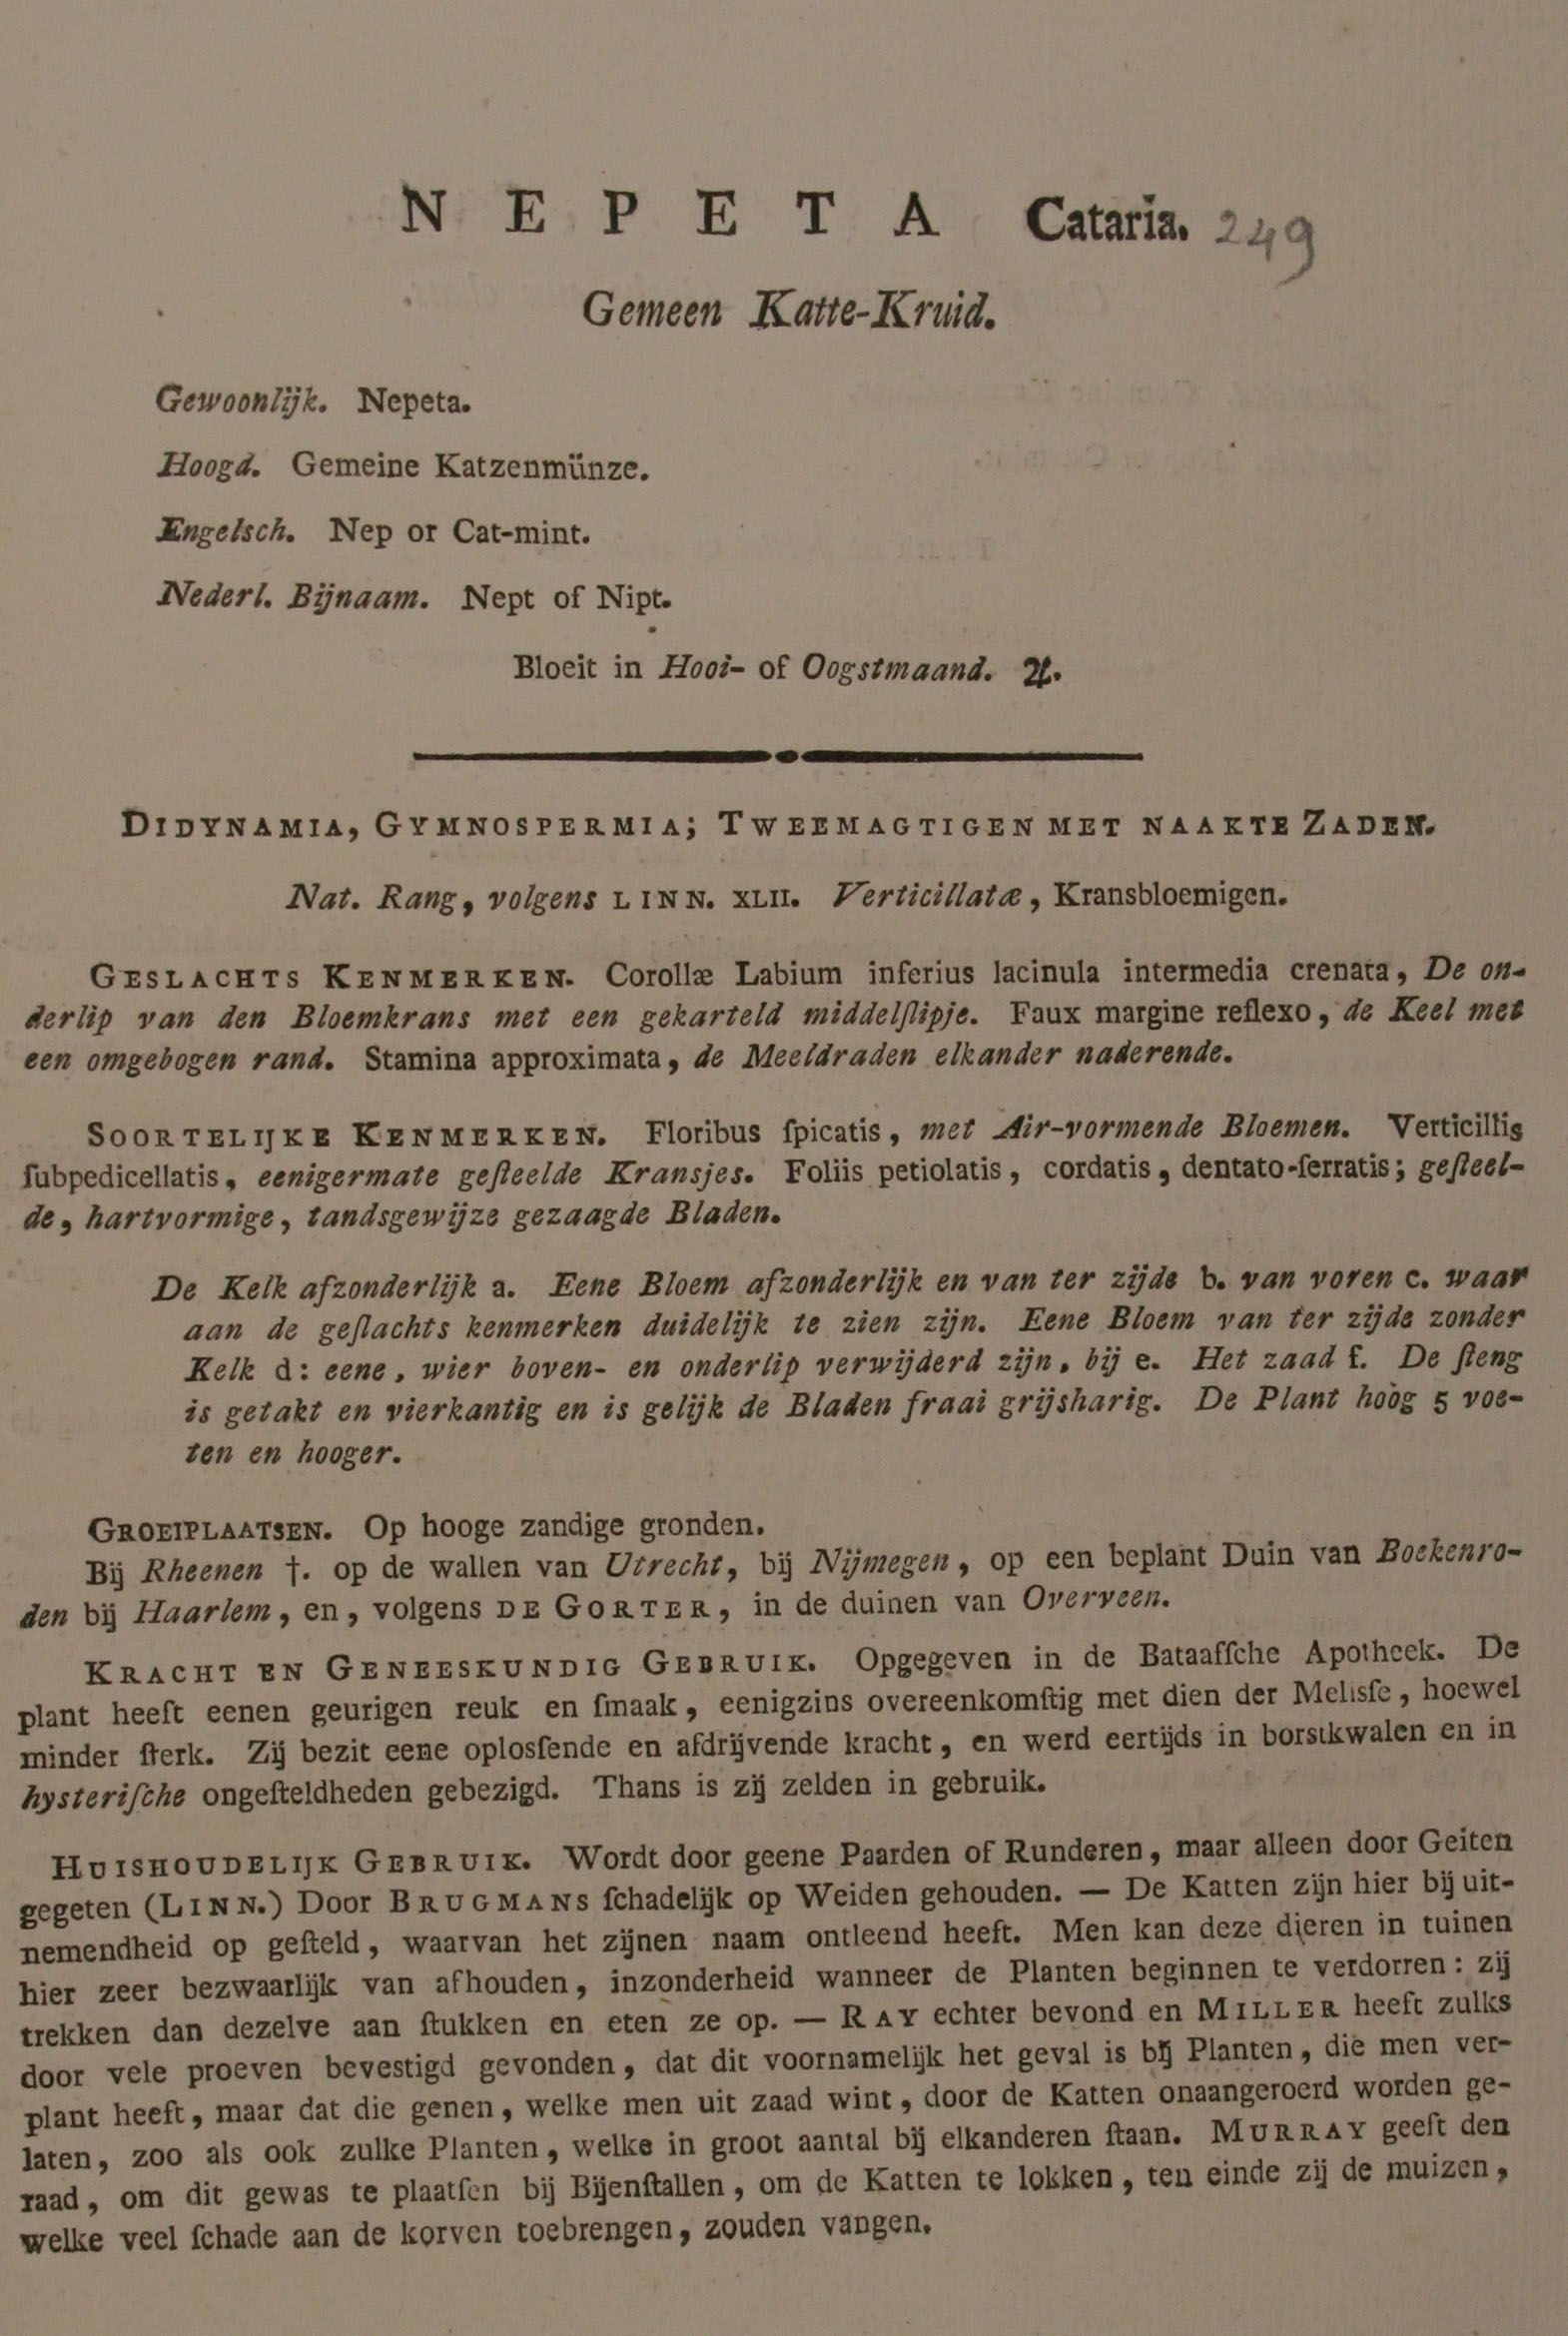 NEPETA Cataria. 249
Gemeen Katte-Kruid.
Gewoonlijk. Nepeta.
Hoogd. Gemeine Katzenmünze.
Engelsch. Nep or Cat-mint.
Nederl. Bijnaam. Nept of Nipt.
Bloeit in Hooi- of Oogstmaand. ♃.
DIDYNAMIA, GYMNOSPERMIA; TWEEMAGTIGEN MET NAAKTE ZADEN.
Nat. Rang, volgens LINN. XLII. Verticillatæ, Kransbloemigen.
GESLACHTS KENMERKEN. Corollæ Labium inferius lacinula intermedia crenata, De on-
derlip van den Bloemkrans met een gekarteld middelſlipje. Faux margine reflexo, de Keel met
een omgebogen rand. Stamina approximata, de Meeldraden elkander naderende.
SOORTELIJKE KENMERKEN. Floribus ſpicatis, met Air-vormende Bloemen. Verticillis
ſubpedicellatis, eenigermate geſteelde Kransjes. Foliis petiolatis, cordatis, dentato-ſerratis; geſteel-
de, hartvormige, tandsgewijze gezaagde Bladen.
De Kelk afzonderlijk a. Eene Bloem afzonderlijk en van ter zijde b. van voren c. waar
aan de geſlachts kenmerken duidelijk te zien zijn. Eene Bloem van ter zijde zonder
Kelk d: eene, wier boven- en onderlip verwijderd zijn, bij e. Het zaad f. De ſteng
is getakt en vierkantig en is gelijk de Bladen fraai grijsharig. De Plant hoog 5 voe-
ten en hooger.
GROEIPLAATSEN. Op hooge zandige gronden.
Bij Rheenen †. op de wallen van Utrecht, bij Nijmegen, op een beplant Duin van Boekenro-
den bij Haarlem, en, volgens DE GORTER, in de duinen van Overveen.
KRACHT EN GENEESKUNDIG GEBRUIK. Opgegeven in de Bataafſche Apotheek. De
plant heeft eenen geurigen reuk en ſmaak, eenigzins overeenkomſtig met dien der Melisſe, hoewel
minder ſterk. Zij bezit eene oplosſende en afdrijvende kracht, en werd eertijds in borstkwalen en in
hysteriſche ongeſteldheden gebezigd. Thans is zij zelden in gebruik.
HUISHOUDELIJK GEBRUIK. Wordt door geene Paarden of Runderen, maar alleen door Geiten
gegeten (LINN.) Door BRUGMANS ſchadelijk op Weiden gehouden. — De Katten zijn hier bij uit-
nemendheid op geſteld, waarvan het zijnen naam ontleend heeft. Men kan deze dieren in tuinen
hier zeer bezwaarlijk van afhouden, inzonderheid wanneer de Planten beginnen te verdorren: zij
trekken dan dezelve aan ſtukken en eten ze op. — RAY echter bevond en MILLER heeft zulks
door vele proeven bevestigd gevonden, dat dit voornamelijk het geval is bij Planten, die men ver-
plant heeft, maar dat die genen, welke men uit zaad wint, door de Katten onaangeroerd worden ge-
laten, zoo als ook zulke Planten, welke in groot aantal bij elkanderen ſtaan. MURRAY geeft den
raad, om dit gewas te plaatſen bij Bijenſtallen, om de Katten te lokken, ten einde zij de muizen,
welke veel ſchade aan de korven toebrengen, zouden vangen.